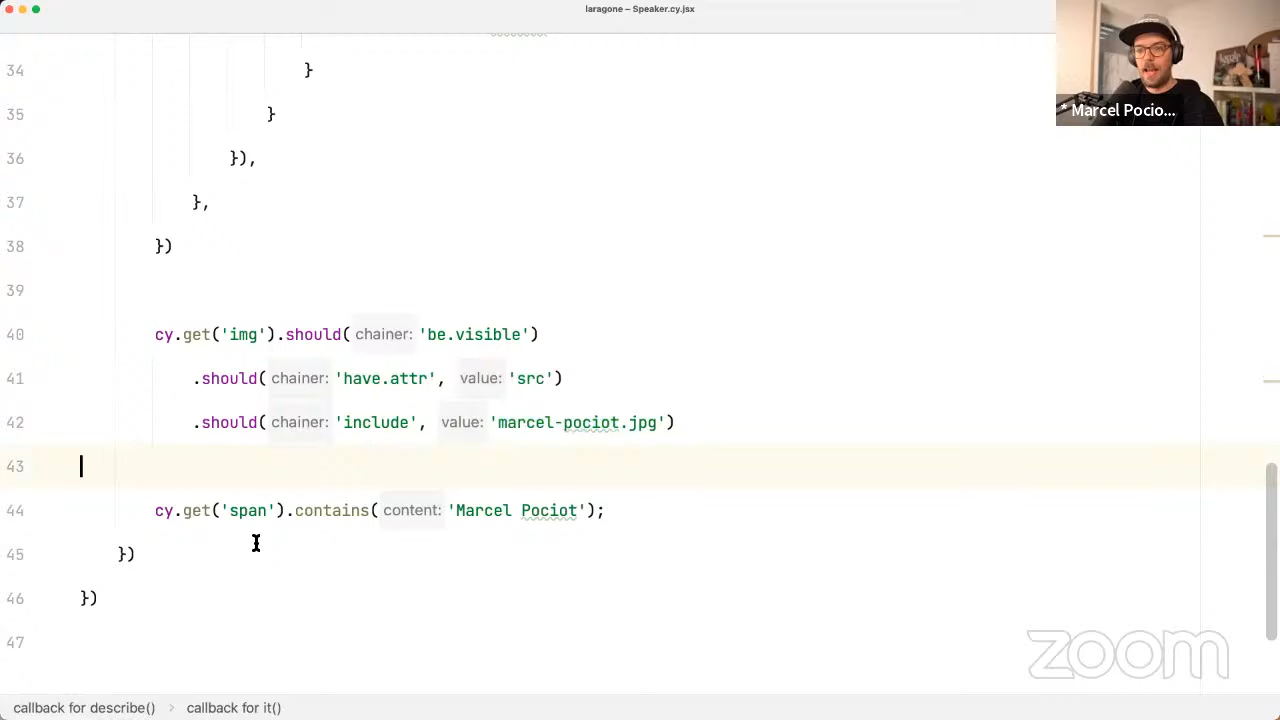 laragone – Speaker.cy.jsx
34 }
35 }
36 }),
37 },
38 })
39
40 cy.get('img').should( chainer: 'be.visible')
41 .should( chainer: 'have.attr', value: 'src')
42 .should( chainer: 'include', value: 'marcel-pociot.jpg')
43
44 cy.get('span').contains( content: 'Marcel Pociot');
45 })
46 })
47
* Marcel Pocio...
zoom
callback for describe() › callback for it()